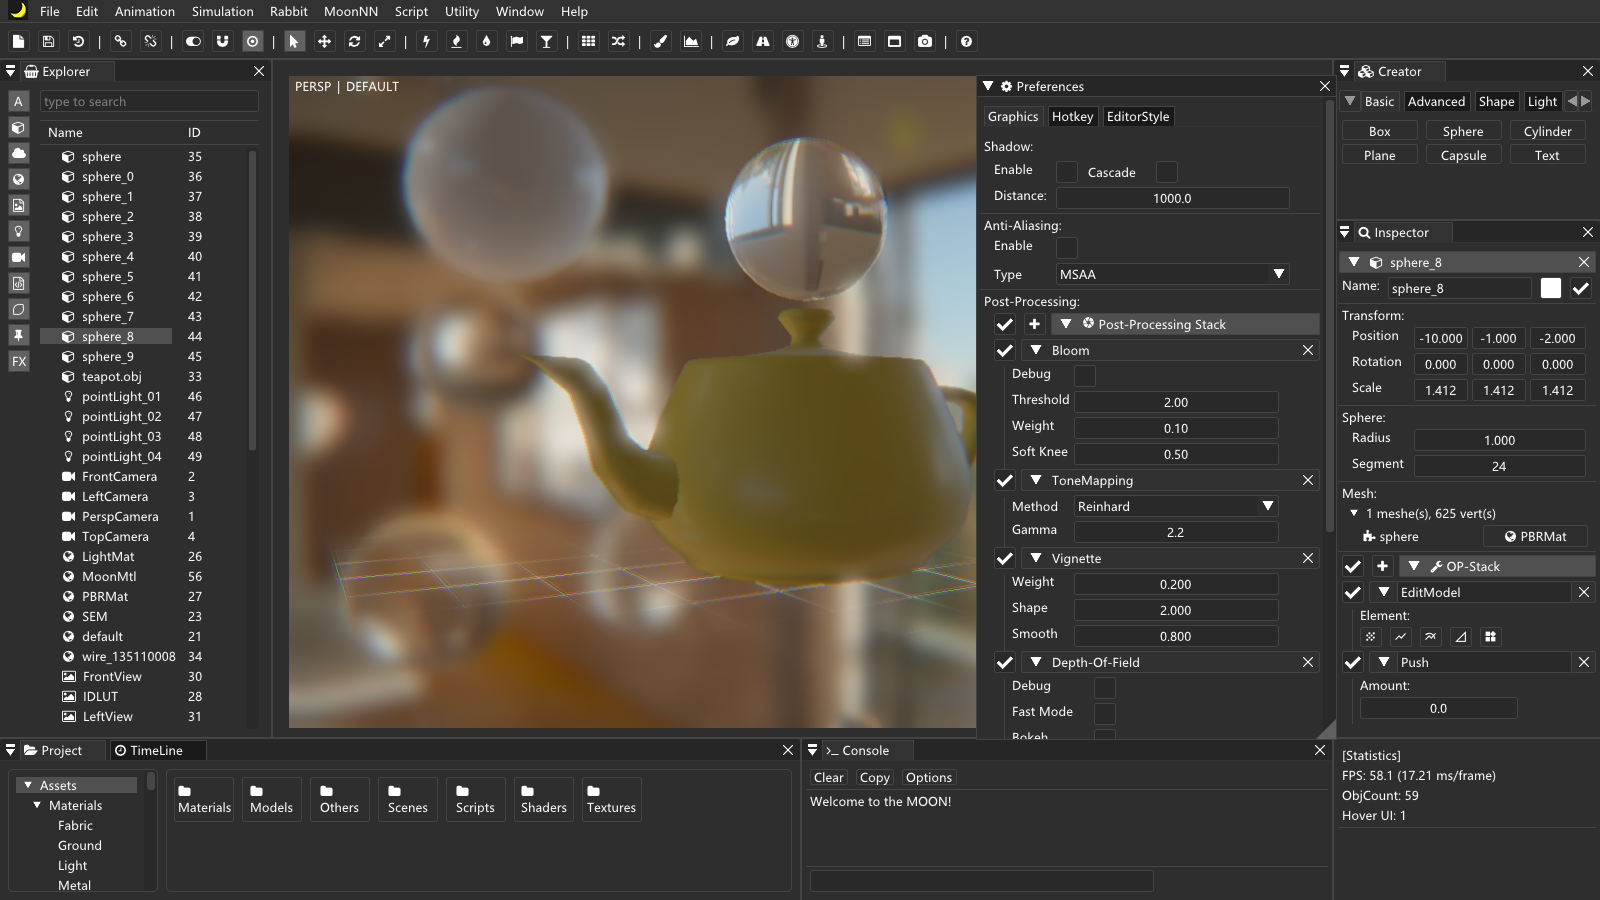 File Edit Animation Simulation Rabbit MoonNN Script Utility Window Help
Explorer
type to search
Name ID
sphere 35
sphere_0 36
sphere_1 37
sphere_2 38
sphere_3 39
sphere_4 40
sphere_5 41
sphere_6 42
sphere_7 43
sphere_8 44
sphere_9 45
teapot.obj 33
pointLight_01 46
pointLight_02 47
pointLight_03 48
pointLight_04 49
FrontCamera 2
LeftCamera 3
PerspCamera 1
TopCamera 4
LightMat 26
MoonMtl 56
PBRMat 27
SEM 23
default 21
wire_135110008 34
FrontView 30
IDLUT 28
LeftView 31
A
FX
PERSP | DEFAULT
Preferences
Graphics Hotkey EditorStyle
Shadow:
Enable Cascade
Distance: 1000.0
Anti-Aliasing:
Enable
Type MSAA
Post-Processing:
Post-Processing Stack
Bloom
Debug
Threshold 2.00
Weight 0.10
Soft Knee 0.50
ToneMapping
Method Reinhard
Gamma 2.2
Vignette
Weight 0.200
Shape 2.000
Smooth 0.800
Depth-Of-Field
Debug
Fast Mode
Bokeh
Creator
Basic Advanced Shape Light
Box Sphere Cylinder
Plane Capsule Text
Inspector
sphere_8
Name: sphere_8
Transform:
Position -10.000 -1.000 -2.000
Rotation 0.000 0.000 0.000
Scale 1.412 1.412 1.412
Sphere:
Radius 1.000
Segment 24
Mesh:
1 meshe(s), 625 vert(s)
sphere PBRMat
OP-Stack
EditModel
Element:
Push
Amount:
0.0
Project TimeLine
Assets
Materials
Fabric
Ground
Light
Metal
Materials Models Others Scenes Scripts Shaders Textures
Console
Clear Copy Options
Welcome to the MOON!
[Statistics]
FPS: 58.1 (17.21 ms/frame)
ObjCount: 59
Hover UI: 1